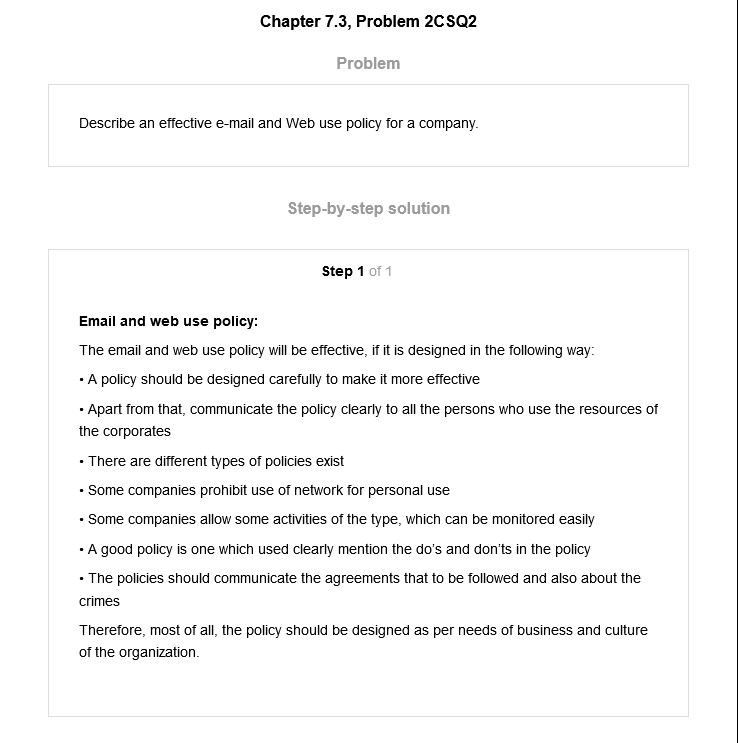 Chapter 7.3, Problem 2CSQ2
Problem
Describe an effective e-mail and Web use policy for a company.
Step-by-step solution
Step 1 of 1
Email and web use policy:
The email and web use policy will be effective, if it is designed in the following way:
• A policy should be designed carefully to make it more effective
• Apart from that, communicate the policy clearly to all the persons who use the resources of
the corporates
• There are different types of policies exist
• Some companies prohibit use of network for personal use
• Some companies allow some activities of the type, which can be monitored easily
• A good policy is one which used clearly mention the do's and don'ts in the policy
• The policies should communicate the agreements that to be followed and also about the
crimes
Therefore, most of all, the policy should be designed as per needs of business and culture
of the organization.